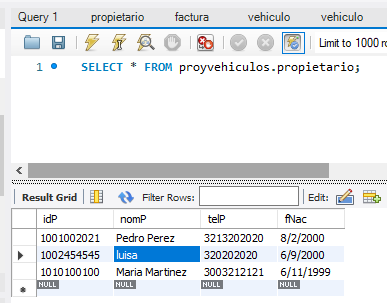 Query 1 propietario factura vehiculo vehiculo
Limit to 1000 ro
1 SELECT * FROM proyvehiculos.propietario;
Result Grid Filter Rows: Edit:
idP nomP telP fNac
1001002021 Pedro Perez 3213202020 8/2/2000
1002454545 luisa 320202020 6/9/2000
1010100100 Maria Martinez 3003212121 6/11/1999
NULL NULL NULL NULL